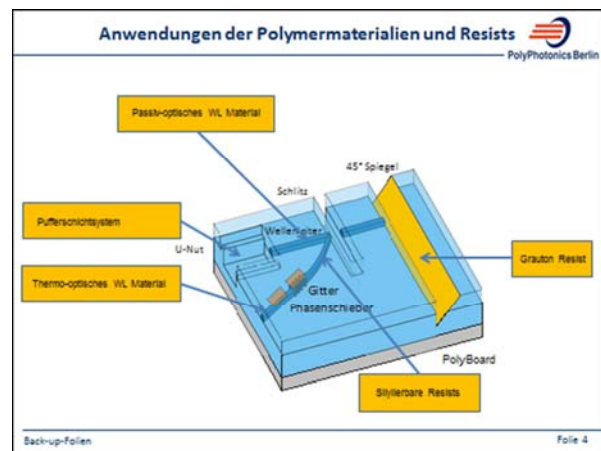 Anwendungen der Polymermaterialien und Resists
PolyPhotonics Berlin
Passiv-optisches WL Material
45° Spiegel
Schlitz
Pufferschichtsystem
Wellenleiter
U-Nut
Grauton Resist
Thermo-optisches WL Material
Gitter
Phasenschieber
PolyBoard
Silylierbare Resists
Back-up-Folien
Folie 4